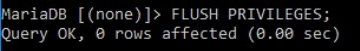 MariaDB [(none)]> FLUSH PRIVILEGES;
Query OK, 0 rows affected (0.00 sec)